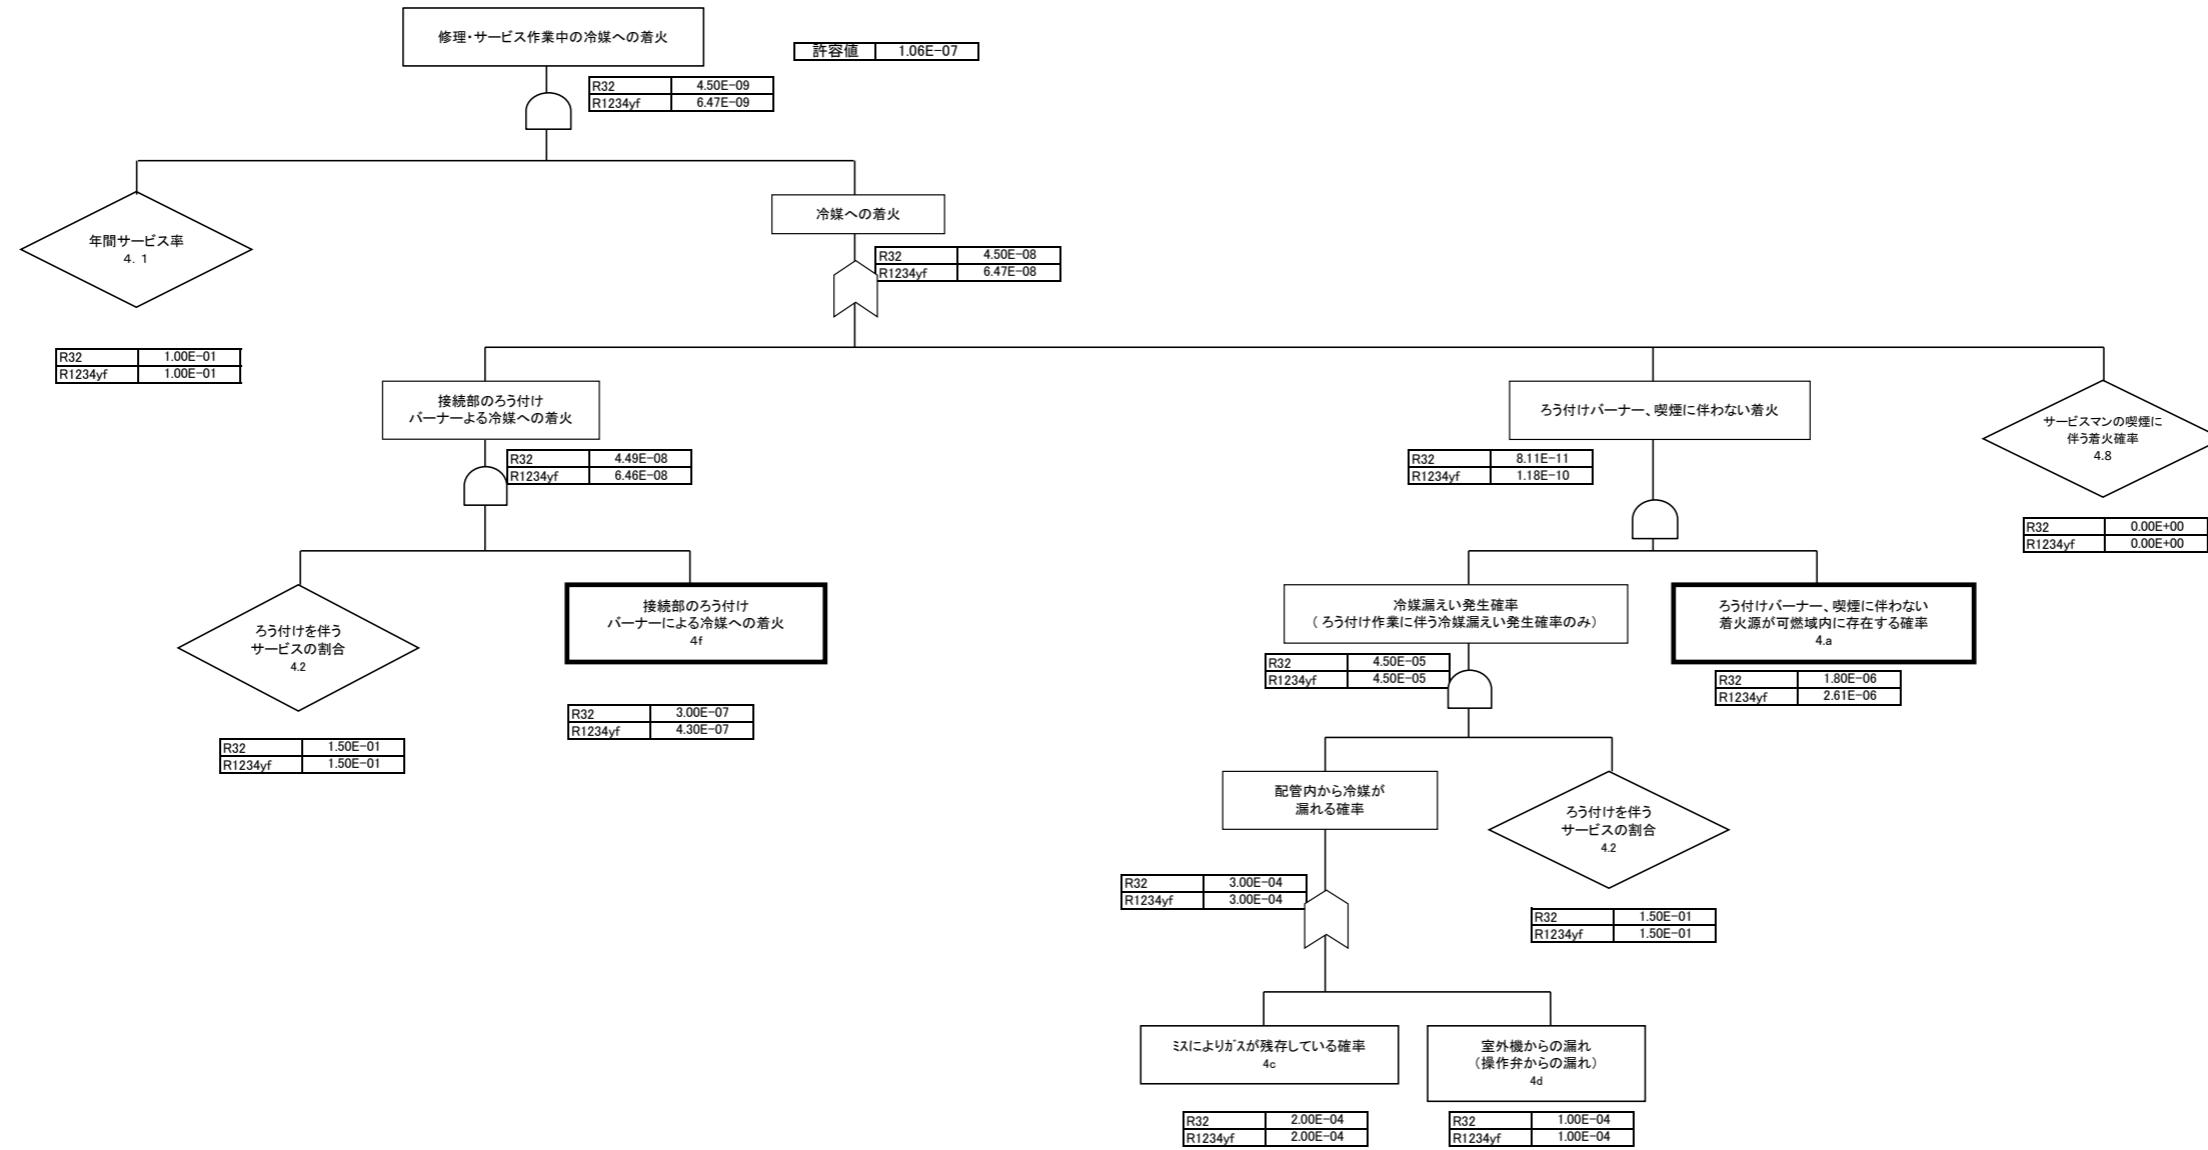 修理・サービス作業中の冷媒への着火
許容値 1.06E-07
R32 4.50E-09
R1234yf 6.47E-09
冷媒への着火
年間サービス率
4. 1
R32 4.50E-08
R1234yf 6.47E-08
R32 1.00E-01
R1234yf 1.00E-01
接続部のろう付け
バーナーよる冷媒への着火
ろう付けバーナー、喫煙に伴わない着火
サービスマンの喫煙に
伴う着火確率
4.8
R32 4.49E-08
R1234yf 6.46E-08
R32 8.11E-11
R1234yf 1.18E-10
R32 0.00E+00
R1234yf 0.00E+00
ろう付けを伴う
サービスの割合
4.2
接続部のろう付け
バーナーによる冷媒への着火
4f
冷媒漏えい発生確率
（ろう付け作業に伴う冷媒漏えい発生確率のみ）
ろう付けバーナー、喫煙に伴わない
着火源が可燃域内に存在する確率
4.a
R32 4.50E-05
R1234yf 4.50E-05
R32 1.80E-06
R1234yf 2.61E-06
R32 3.00E-07
R1234yf 4.30E-07
R32 1.50E-01
R1234yf 1.50E-01
配管内から冷媒が
漏れる確率
ろう付けを伴う
サービスの割合
4.2
R32 3.00E-04
R1234yf 3.00E-04
R32 1.50E-01
R1234yf 1.50E-01
ﾐｽによりｶﾞｽが残存している確率
4c
室外機からの漏れ
（操作弁からの漏れ）
4d
R32 2.00E-04
R1234yf 2.00E-04
R32 1.00E-04
R1234yf 1.00E-04